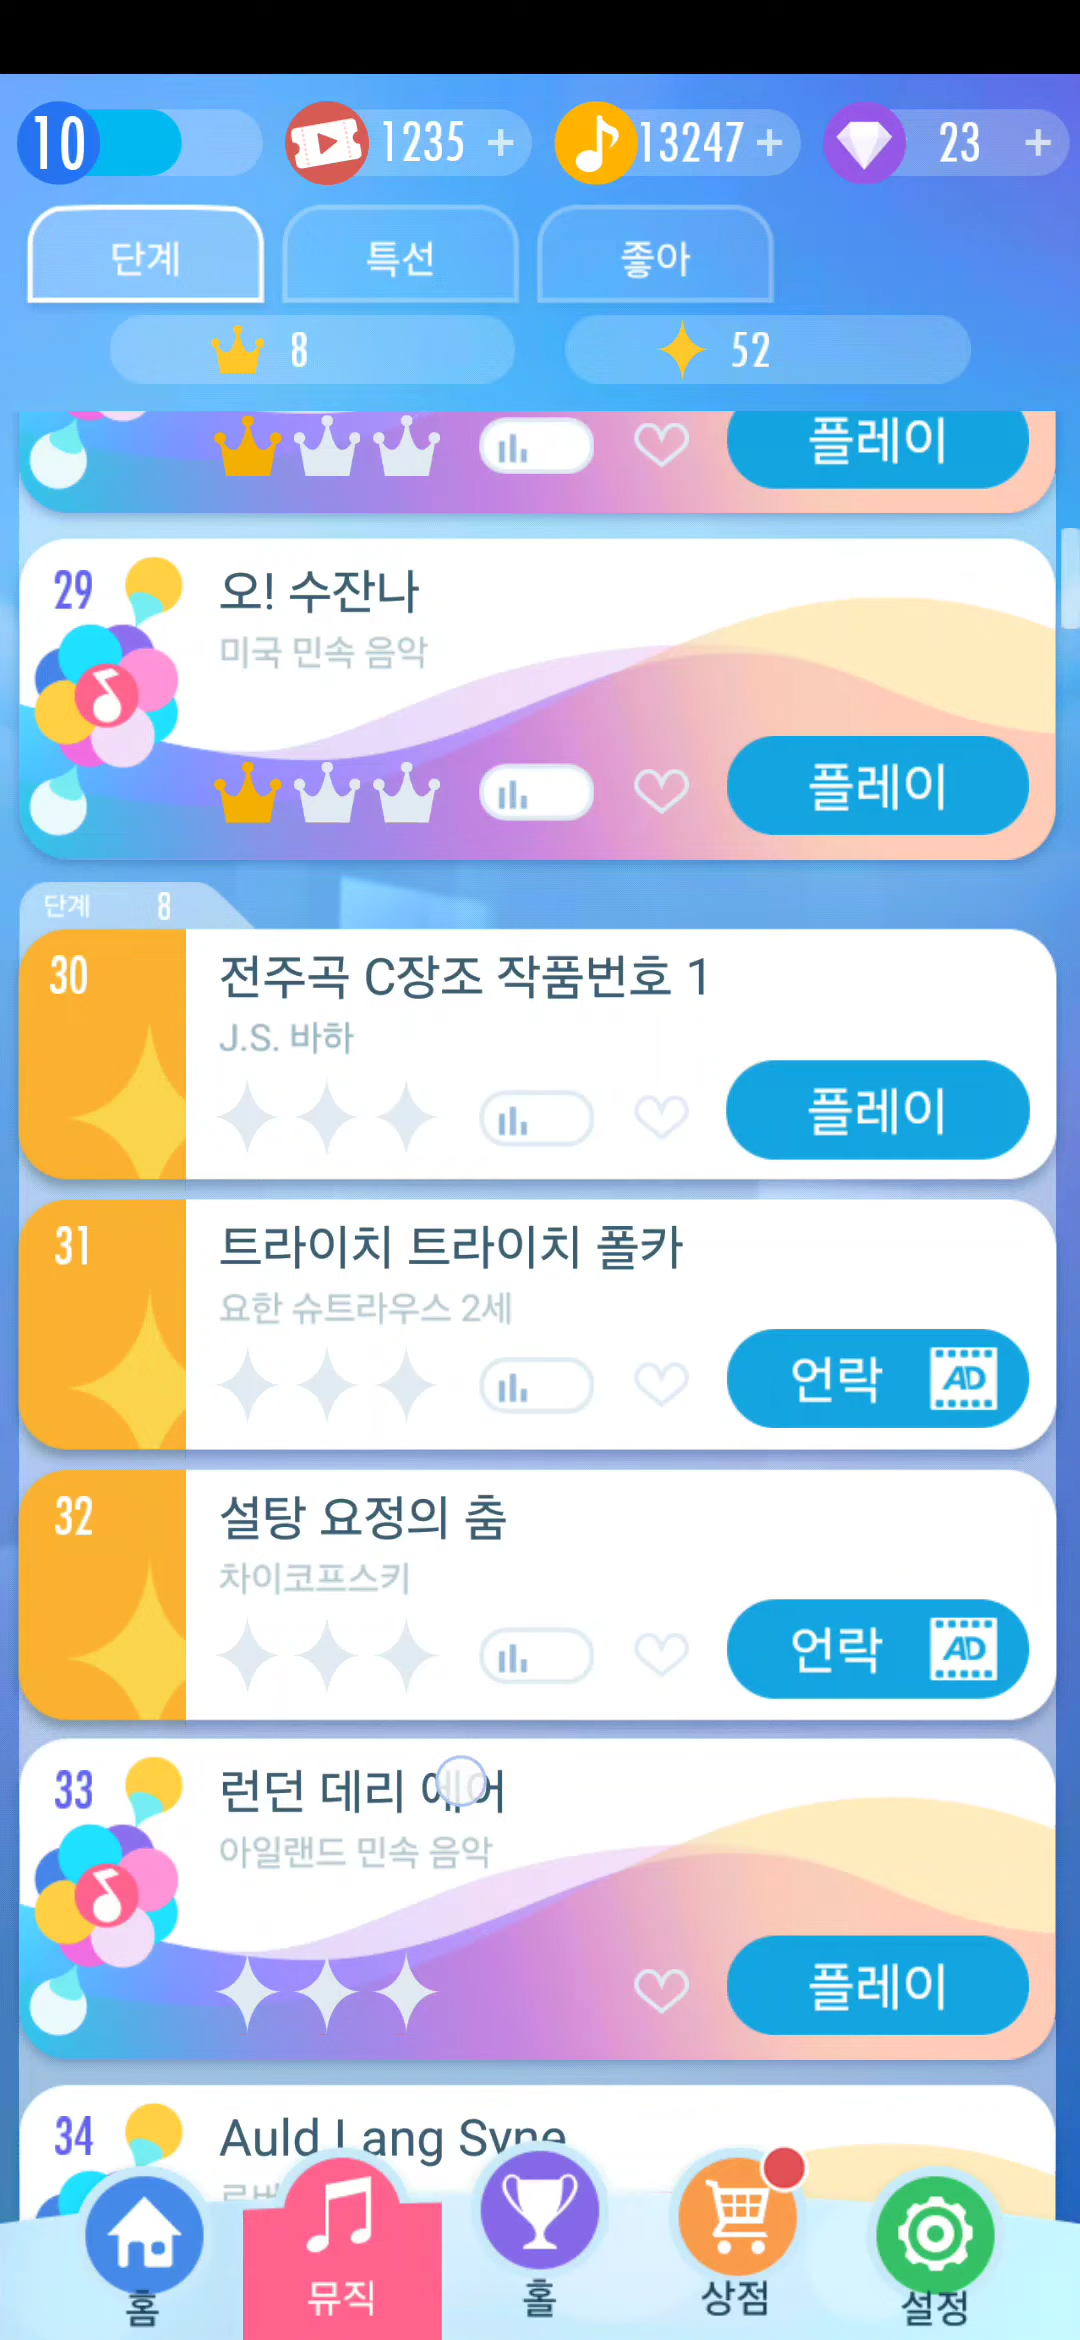 10
1235
13247
23
단계
특선
좋아
8
52
플레이
29
오! 수잔나
미국 민속 음악
플레이
단계 8
30
전주곡 C장조 작품번호 1
J.S. 바하
플레이
31
트라이치 트라이치 폴카
요한 슈트라우스 2세
언락 AD
32
설탕 요정의 춤
차이코프스키
언락 AD
33
런던 데리 에어
아일랜드 민속 음악
플레이
34
Auld Lang Syne
홈
뮤직
홀
상점
설정